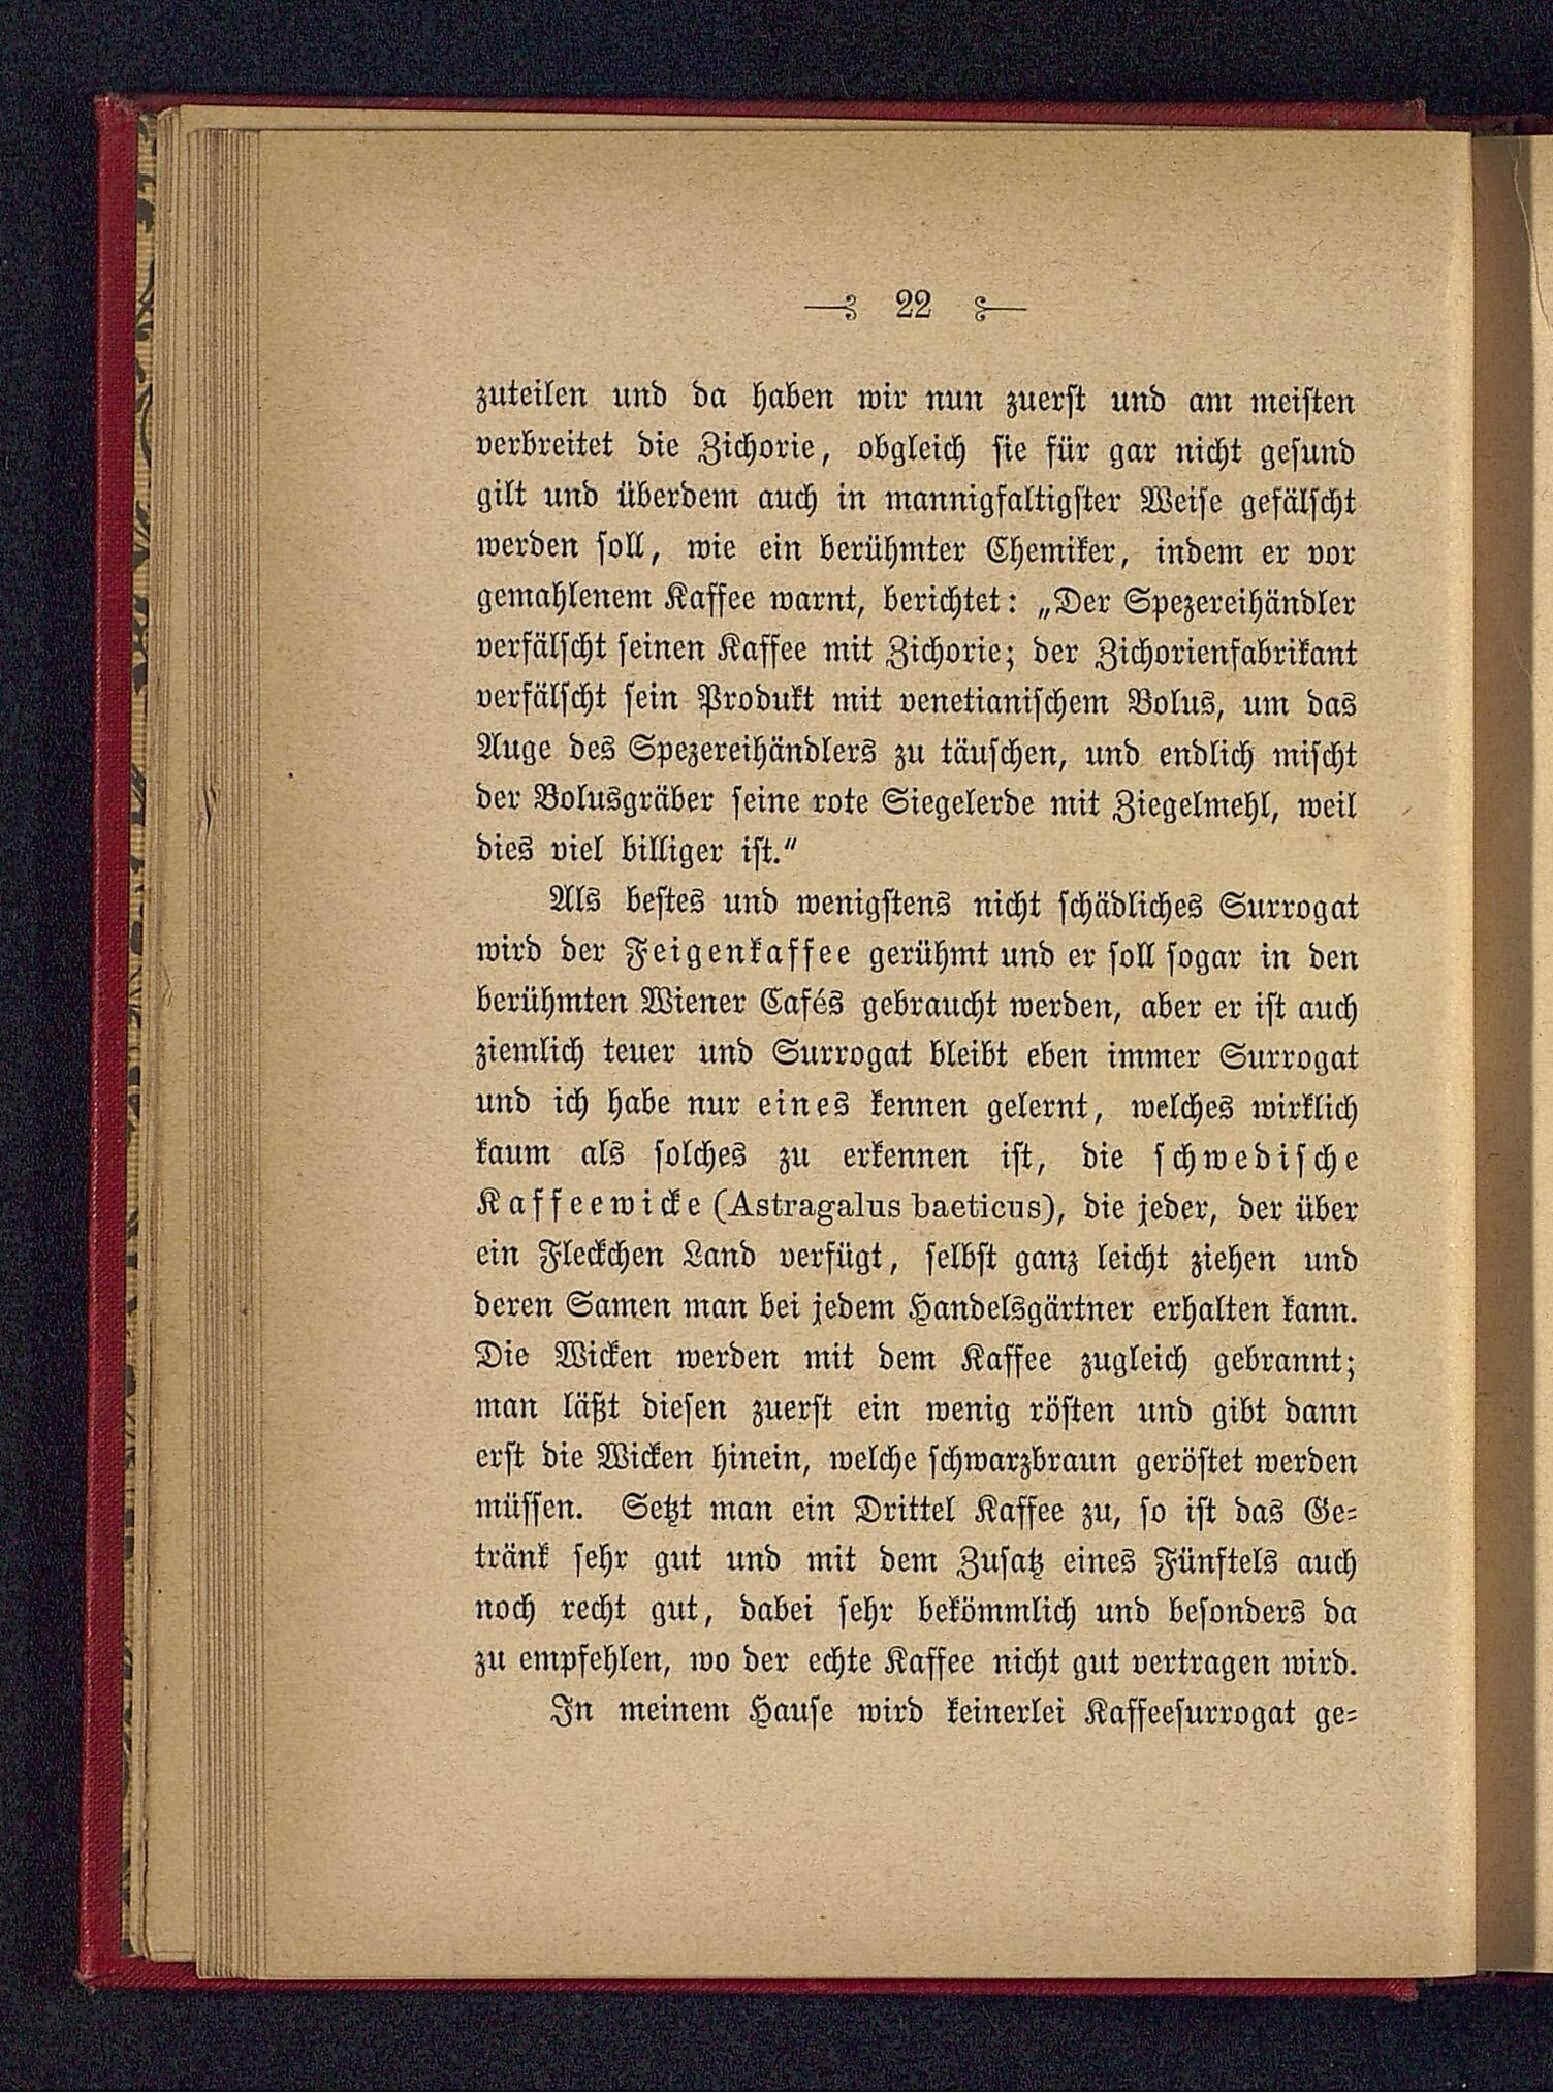 22
zuteilen und da haben wir nun zuerst und am meisten
verbreitet die Zichorie, obgleich sie für gar nicht gesund
gilt und überdem auch in mannigfaltigster Weise gefälscht
werden soll, wie ein berühmter Chemiker, indem er vor
gemahlenem Kaffee warnt, berichtet: „Der Spezereihändler
verfälscht seinen Kaffee mit Zichorie; der Zichorienfabrikant
verfälscht sein Produkt mit venetianischem Bolus, um das
Auge des Spezereihändlers zu täuschen, und endlich mischt
der Bolusgräber seine rote Siegelerde mit Ziegelmehl, weil
dies viel billiger ist.“
Als bestes und wenigstens nicht schädliches Surrogat
wird der Feigenkaffee gerühmt und er soll sogar in den
berühmten Wiener Cafés gebraucht werden, aber er ist auch
ziemlich teuer und Surrogat bleibt eben immer Surrogat
und ich habe nur eines kennen gelernt, welches wirklich
kaum als solches zu erkennen ist, die schwedische
Kaffeewicke (Astragalus baeticus), die jeder, der über
ein Fleckchen Land verfügt, selbst ganz leicht ziehen und
deren Samen man bei jedem Handelsgärtner erhalten kann.
Die Wicken werden mit dem Kaffee zugleich gebrannt;
man läßt diesen zuerst ein wenig rösten und gibt dann
erst die Wicken hinein, welche schwarzbraun geröstet werden
müssen. Setzt man ein Drittel Kaffee zu, so ist das Ge-
tränk sehr gut und mit dem Zusatz eines Fünftels auch
noch recht gut, dabei sehr bekömmlich und besonders da
zu empfehlen, wo der echte Kaffee nicht gut vertragen wird.
In meinem Hause wird keinerlei Kaffeesurrogat ge-